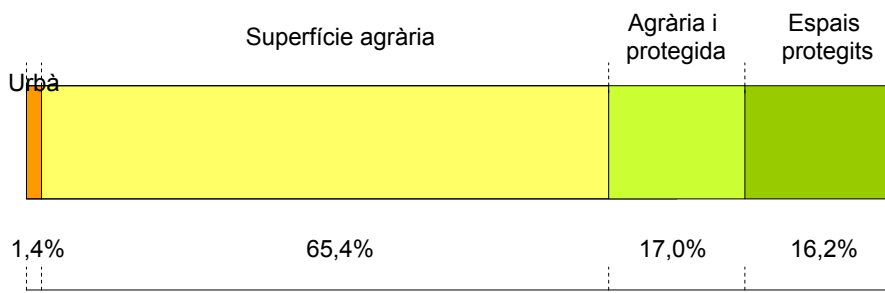 Urbà
Superfície agrària
Agrària i
protegida
Espais
protegits
1,4%
65,4%
17,0%
16,2%